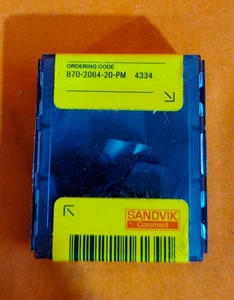 ORDERING CODE
870-2064-20-PM 4334
SANDVIK
Coromant